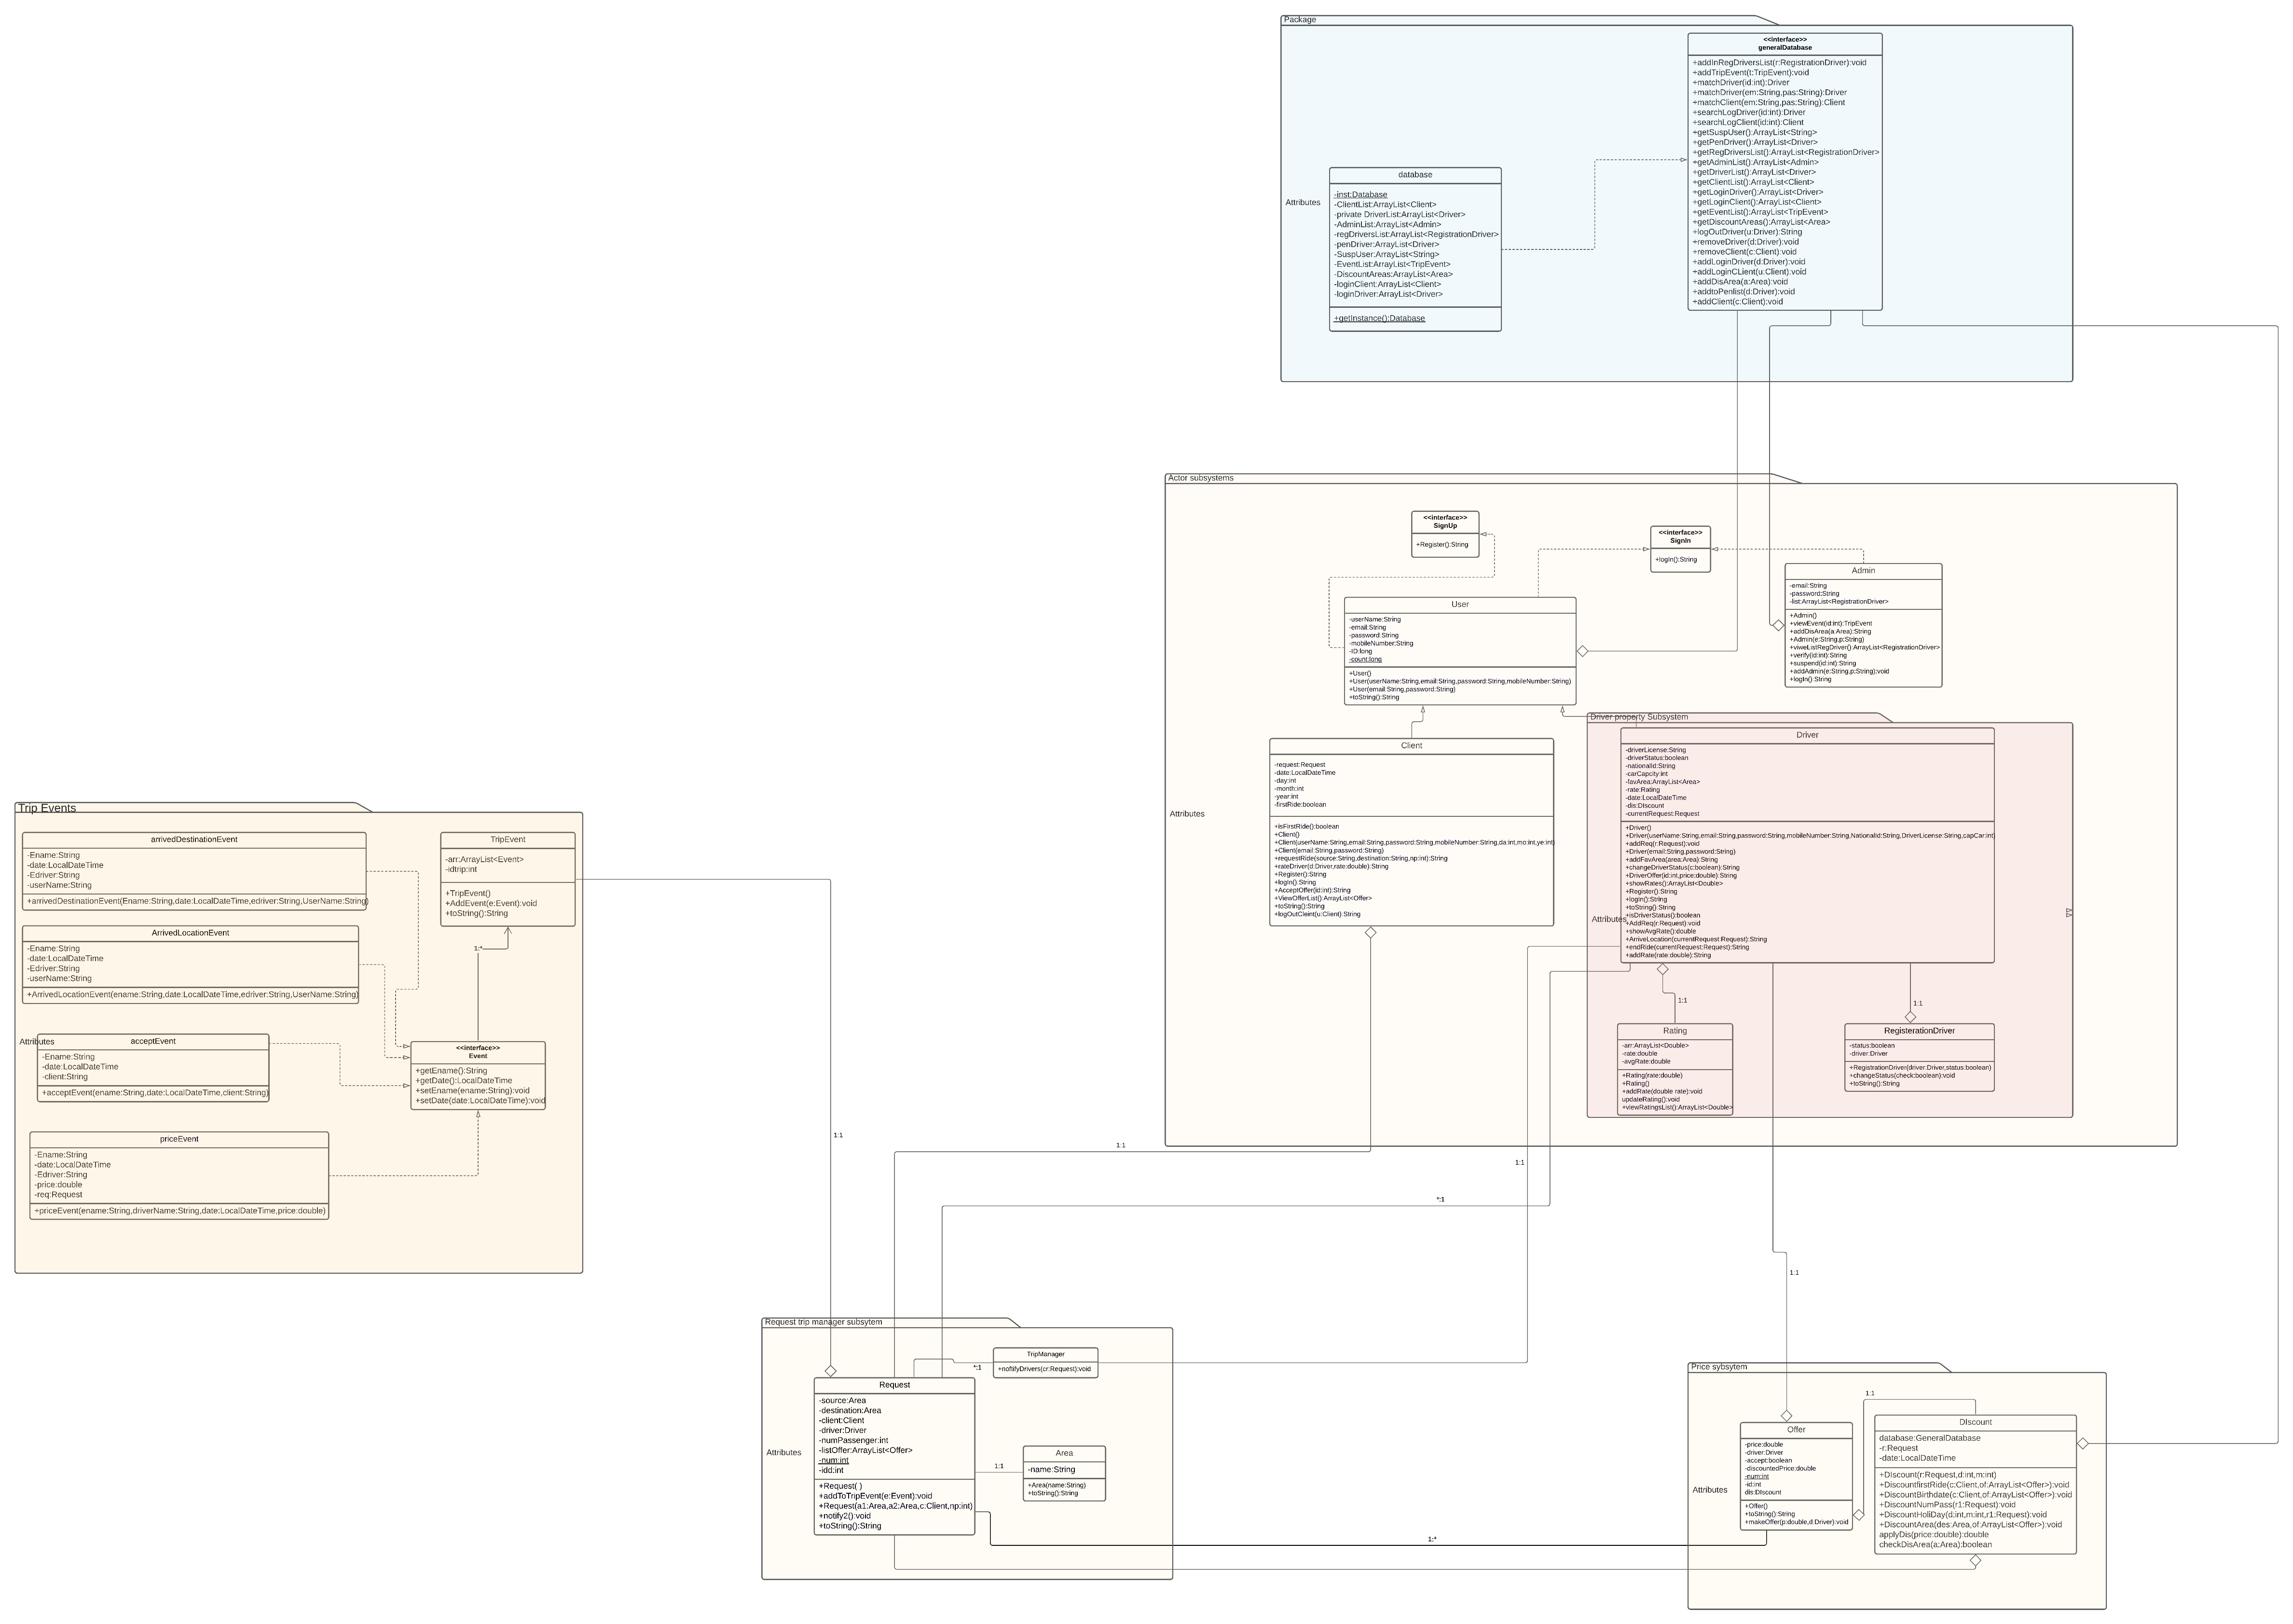 Package
<<interface>>
generalDatabase
+addInRegDriversList(r:RegistrationDriver):void
+addTripEvent(t:TripEvent):void
+matchDriver(id:int):Driver
+matchDriver(em:String,pas:String):Driver
+matchClient(em:String,pas:String):Client
+searchLogDriver(id:int):Driver
+searchLogClient(id:int):Client
+getSuspUser():ArrayList<String>
+getPenDriver():ArrayList<Driver>
+getRegDriversList():ArrayList<RegistrationDriver>
+getAdminList():ArrayList<Admin>
+getDriverList():ArrayList<Driver>
+getClientList():ArrayList<Client>
+getLoginDriver():ArrayList<Driver>
+getLoginClient():ArrayList<Client>
+getEventList():ArrayList<TripEvent>
+getDiscountAreas():ArrayList<Area>
+logOutDriver(u:Driver):String
+removeDriver(d:Driver):void
+removeClient(c:Client):void
+addLoginDriver(d:Driver):void
+addLoginCLient(u:Client):void
+addDisArea(a:Area):void
+addtoPenlist(d:Driver):void
+addClient(c:Client):void
Attributes
database
-inst:Database
-ClientList:ArrayList<Client>
-private DriverList:ArrayList<Driver>
-AdminList:ArrayList<Admin>
-regDriversList:ArrayList<RegistrationDriver>
-penDriver:ArrayList<Driver>
-SuspUser:ArrayList<String>
-EventList:ArrayList<TripEvent>
-DiscountAreas:ArrayList<Area>
-loginClient:ArrayList<Client>
-loginDriver:ArrayList<Driver>
+getInstance():Database
Actor subsystems
<<interface>>
SignUp
+Register():String
<<interface>>
SignIn
+logIn():String
Admin
-email:String
-password:String
-list:ArrayList<RegistrationDriver>
+Admin()
+viewEvent(id:int):TripEvent
+addDisArea(a:Area):String
+Admin(e:String,p:String)
+viweListRegDriver():ArrayList<RegistrationDriver>
+verify(id:int):String
+suspend(id:int):String
+addAdmin(e:String,p:String):void
+logIn():String
User
-userName:String
-email:String
-password:String
-mobileNumber:String
-ID:long
-count:long
+User()
+User(userName:String,email:String,password:String,mobileNumber:String)
+User(email:String,password:String)
+toString():String
Attributes
Client
-request:Request
-date:LocalDateTime
-day:int
-month:int
-year:int
-firstRide:boolean
+isFirstRIde():boolean
+Client()
+Client(userName:String,email:String,password:String,mobileNumber:String,da:int,mo:int,ye:int)
+Client(email:String,password:String)
+requestRide(source:String,destination:String,np:int):String
+rateDriver(d:Driver,rate:double):String
+Register():String
+logIn():String
+AcceptOffer(id:int):String
+ViewOfferList():ArrayList<Offer>
+toString():String
+logOutCleint(u:Client):String
Driver property Subsystem
Driver
-driverLicense:String
-driverStatus:boolean
-nationalId:String
-carCapcity:int
-favArea:ArrayList<Area>
-rate:Rating
-date:LocalDateTime
-dis:DIscount
-currentRequest:Request
+Driver()
+Driver(userName:String,email:String,password:String,mobileNumber:String,NationalId:String,DriverLicense:String,capCar:int)
+addReq(r:Request):void
+Driver(email:String,password:String)
+addFavArea(area:Area):String
+changeDriverStatus(c:boolean):String
+DriverOffer(id:int,price:double):String
+showRates():ArrayList<Double>
+Register():String
+logIn():String
+toString():String
+isDriverStatus():boolean
+AddReq(r:Request):void
+showAvgRate():double
+ArriveLocation(currentRequest:Request):String
+endRide(currentRequest:Request):String
+addRate(rate:double):String
Attributes
1:1
1:1
Rating
-arr:ArrayList<Double>
-rate:double
-avgRate:double
+Rating(rate:double)
+Rating()
+addRate(double rate):void
updateRating():void
+viewRatingsList():ArrayList<Double>
RegisterationDriver
-status:boolean
-driver:Driver
+RegistrationDriver(driver:Driver,status:boolean)
+changeStatus(check:boolean):void
+toString():String
Trip Events
arrivedDestinationEvent
-Ename:String
-date:LocalDateTime
-Edriver:String
-userName:String
+arrivedDestinationEvent(Ename:String,date:LocalDateTime,edriver:String,UserName:String)
TripEvent
-arr:ArrayList<Event>
-idtrip:int
+TripEvent()
+AddEvent(e:Event):void
+toString():String
ArrivedLocationEvent
-Ename:String
-date:LocalDateTime
-Edriver:String
-userName:String
+ArrivedLocationEvent(ename:String,date:LocalDateTime,edriver:String,UserName:String)
1:*
Attributes
acceptEvent
-Ename:String
-date:LocalDateTime
-client:String
+acceptEvent(ename:String,date:LocalDateTime,client:String)
<<interface>>
Event
+getEname():String
+getDate():LocalDateTime
+setEname(ename:String):void
+setDate(date:LocalDateTime):void
priceEvent
-Ename:String
-date:LocalDateTime
-Edriver:String
-price:double
-req:Request
+priceEvent(ename:String,driverName:String,date:LocalDateTime,price:double)
1:1
1:1
1:1
*:1
1:1
Request trip manager subsytem
TripManager
+notiifyDrivers(cr:Request):void
*:1
Request
-source:Area
-destination:Area
-client:Client
-driver:Driver
-numPassenger:int
-listOffer:ArrayList<Offer>
-num:int
-idd:int
+Request( )
+addToTripEvent(e:Event):void
+Request(a1:Area,a2:Area,c:Client,np:int)
+notify2():void
+toString():String
Attributes
1:1
Area
-name:String
+Area(name:String)
+toString():String
1:*
Price sybsytem
Attributes
Offer
-price:double
-driver:Driver
-accept:boolean
-discountedPrice:double
-num:int
-id:int
dis:DIscount
+Offer()
+toString():String
+makeOffer(p:double,d:Driver):void
1:1
DIscount
database:GeneralDatabase
-r:Request
-date:LocalDateTime
+DIscount(r:Request,d:int,m:int)
+DiscountfirstRide(c:Client,of:ArrayList<Offer>):void
+DiscountBirthdate(c:Client,of:ArrayList<Offer>):void
+DiscountNumPass(r1:Request):void
+DiscountHoliDay(d:int,m:int,r1:Request):void
+DiscountArea(des:Area,of:ArrayList<Offer>):void
applyDis(price:double):double
checkDisArea(a:Area):boolean